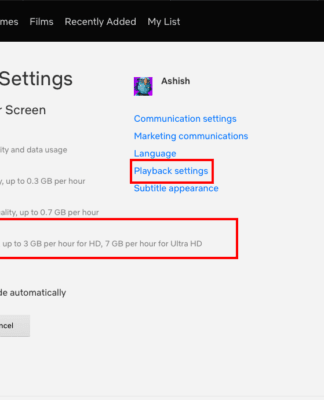 mes Films Recently Added My List
Settings
Ashish
r Screen
Communication settings
Marketing communications
ity and data usage
Language
Playback settings
y, up to 0.3 GB per hour
Subtitle appearance
ality, up to 0.7 GB per hour
up to 3 GB per hour for HD, 7 GB per hour for Ultra HD
de automatically
ncel